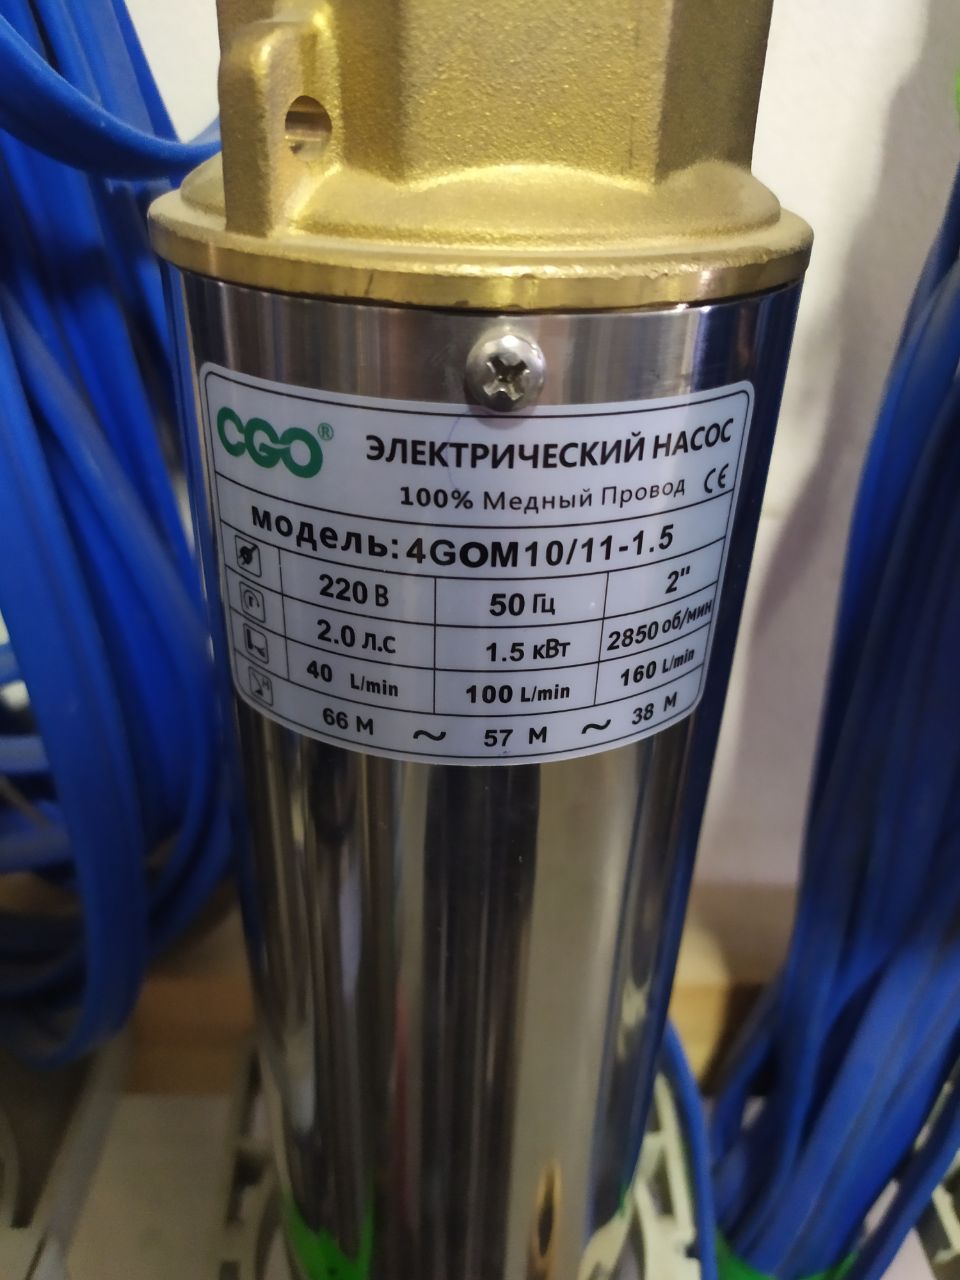 CGO® ЭЛЕКТРИЧЕСКИЙ НАСОС
100% Медный Провод CE
модель: 4GOM10/11-1.5
220 В 50 Гц 2"
2.0 л.с 1.5 кВт 2850 об/мин
40 L/min 100 L/min 160 L/min
66 М ~ 57 М ~ 38 М